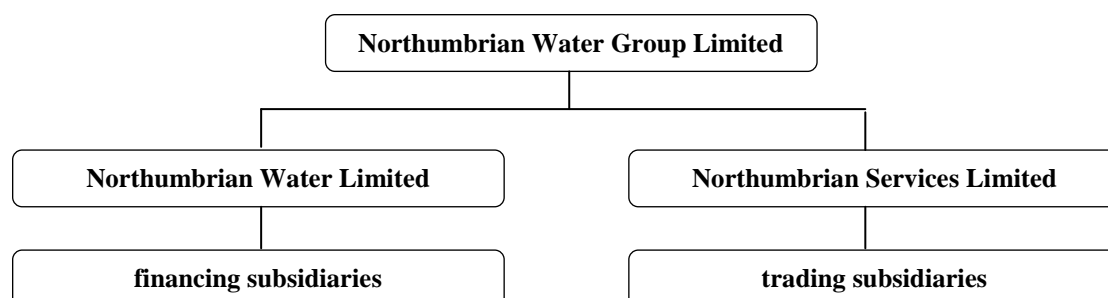 Northumbrian Water Group Limited
Northumbrian Water Limited
Northumbrian Services Limited
financing subsidiaries
trading subsidiaries